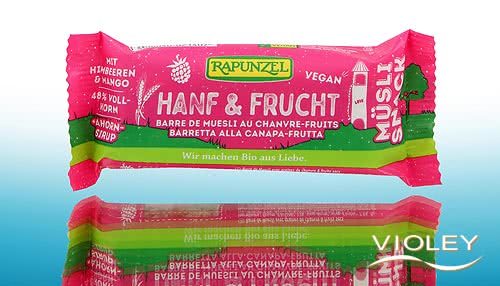 MIT
HIMBEEREN
& MANGO
48% VOLL-
KORN
AHORN-
SIRUP
RAPUNZEL
VEGAN
HANF & FRUCHT
BARRE DE MUESLI AU CHANVRE-FRUITS
BARRETTA ALLA CANAPA-FRUTTA
Wir machen Bio aus Liebe.
LOVE
MÜSLI
SNACK
VIOLEY